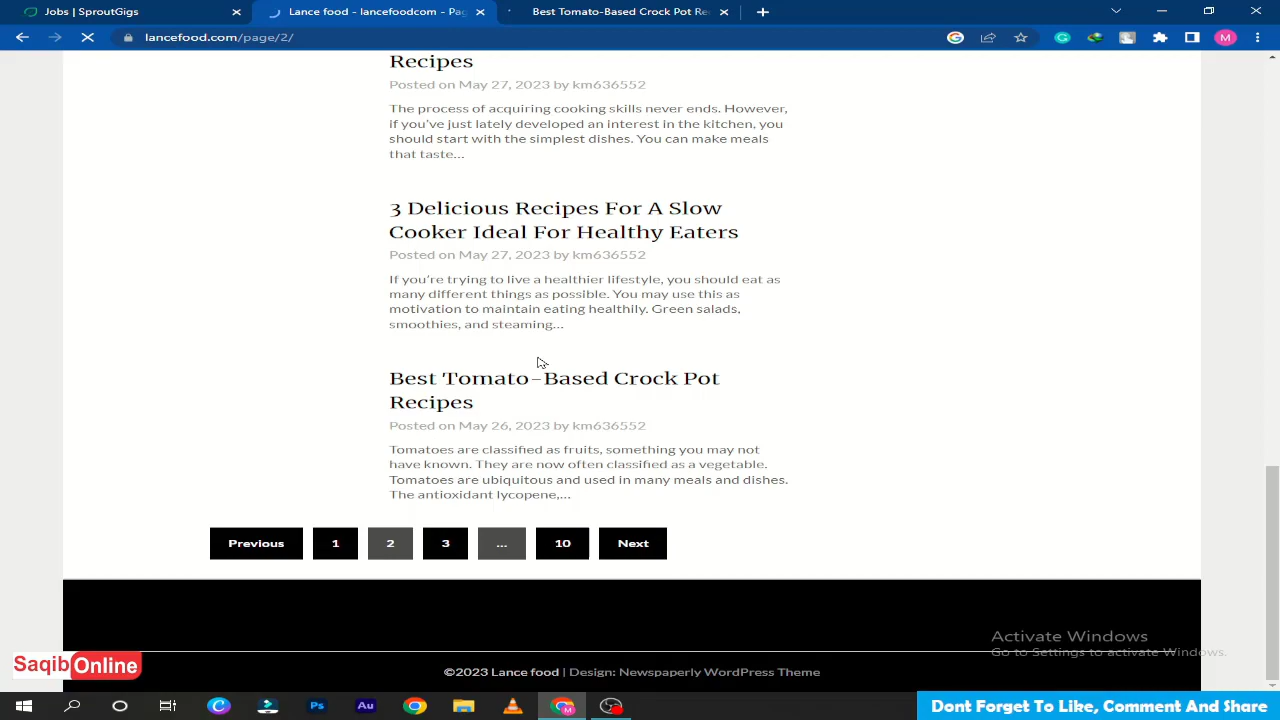 Jobs | SproutGigs
Lance food - lancefoodcom - Pag
Best Tomato-Based Crock Pot Re
lancefood.com/page/2/
M
Recipes
Posted on May 27, 2023 by km636552
The process of acquiring cooking skills never ends. However,
if you've just lately developed an interest in the kitchen, you
should start with the simplest dishes. You can make meals
that taste...
3 Delicious Recipes For A Slow
Cooker Ideal For Healthy Eaters
Posted on May 27, 2023 by km636552
If you're trying to live a healthier lifestyle, you should eat as
many different things as possible. You may use this as
motivation to maintain eating healthily. Green salads,
smoothies, and steaming...
Best Tomato-Based Crock Pot
Recipes
Posted on May 26, 2023 by km636552
Tomatoes are classified as fruits, something you may not
have known. They are now often classified as a vegetable.
Tomatoes are ubiquitous and used in many meals and dishes.
The antioxidant lycopene,...
Previous 1 2 3 ... 10 Next
Activate Windows
Go to Settings to activate Windows.
Saqib Online
©2023 Lance food | Design: Newspaperly WordPress Theme
Ps Au M
Dont Forget To Like, Comment And Share